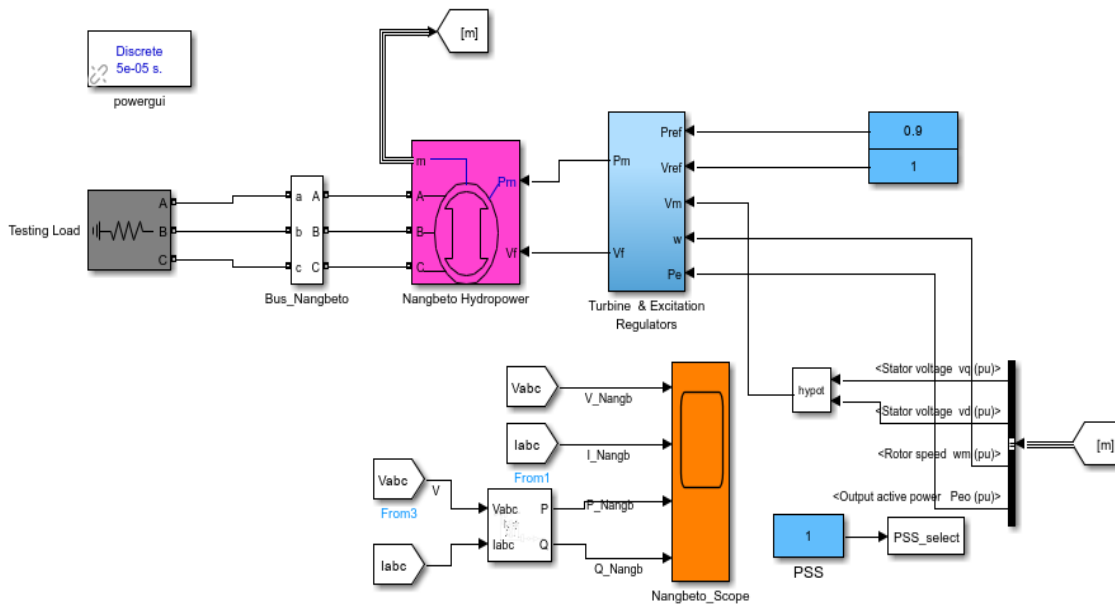 [m]
Discrete
5e-05 s.
powergui
Pref
0.9
Vref
1
m
Pm
Pm
Vm
A
a
A
A
Testing Load
B
b
B
B
w
Vf
Vf
Pe
C
c
C
C
Bus_Nangbeto
Nangbeto Hydropower
Turbine & Excitation
Regulators
<Stator voltage vq (pu)>
hypot
<Stator voltage vd (pu)>
Vabc
V_Nangb
Iabc
I_Nangb
From1
<Rotor speed wm (pu)>
[m]
Vabc
V
From3
Vabc
P
P_Nangb
<Output active power Peo (pu)>
Iabc
Q
Iabc
Q_Nangb
1
PSS_select
PSS
Nangbeto_Scope